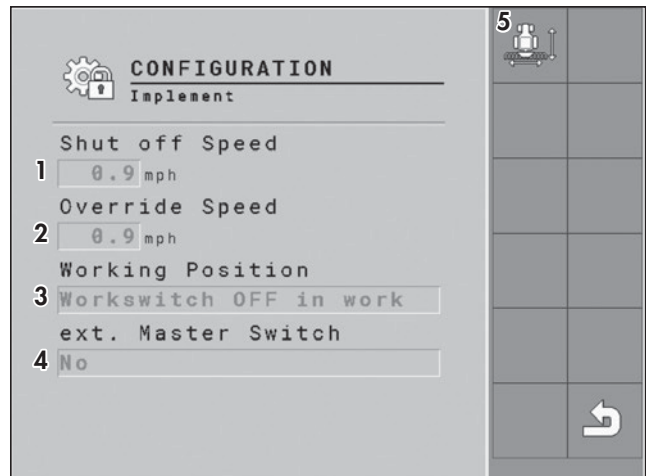 CONFIGURATION
Implement
Shut off Speed
1 0.9 mph
Override Speed
2 0.9 mph
Working Position
3 Workswitch OFF in work
ext. Master Switch
4 No
5